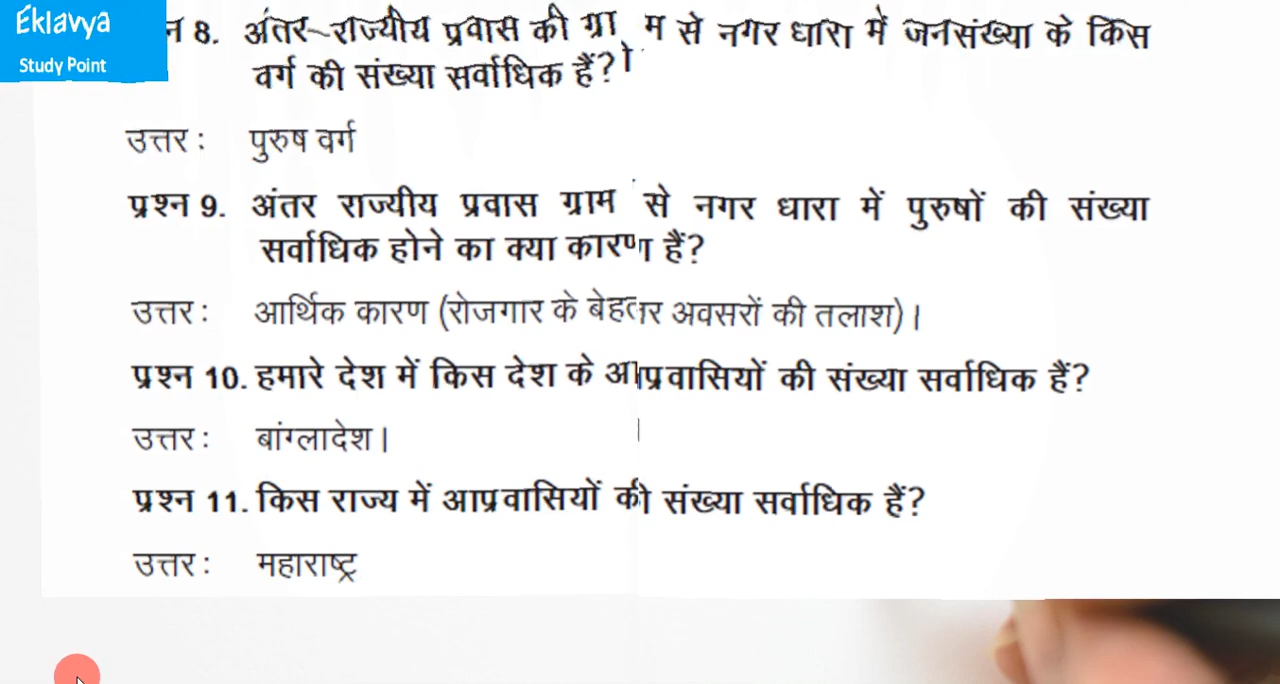 Eklavya
Study Point
न 8. अंतर-राज्यीय प्रवास की ग्राम से नगर धारा में जनसंख्या के किस
वर्ग की संख्या सर्वाधिक हैं?
उत्तर : पुरुष वर्ग
प्रश्न 9. अंतर राज्यीय प्रवास ग्राम से नगर धारा में पुरुषों की संख्या
सर्वाधिक होने का क्या कारण हैं?
उत्तर : आर्थिक कारण (रोजगार के बेहतर अवसरों की तलाश)।
प्रश्न 10. हमारे देश में किस देश के आप्रवासियों की संख्या सर्वाधिक हैं?
उत्तर : बांग्लादेश।
प्रश्न 11. किस राज्य में आप्रवासियों की संख्या सर्वाधिक हैं?
उत्तर : महाराष्ट्र